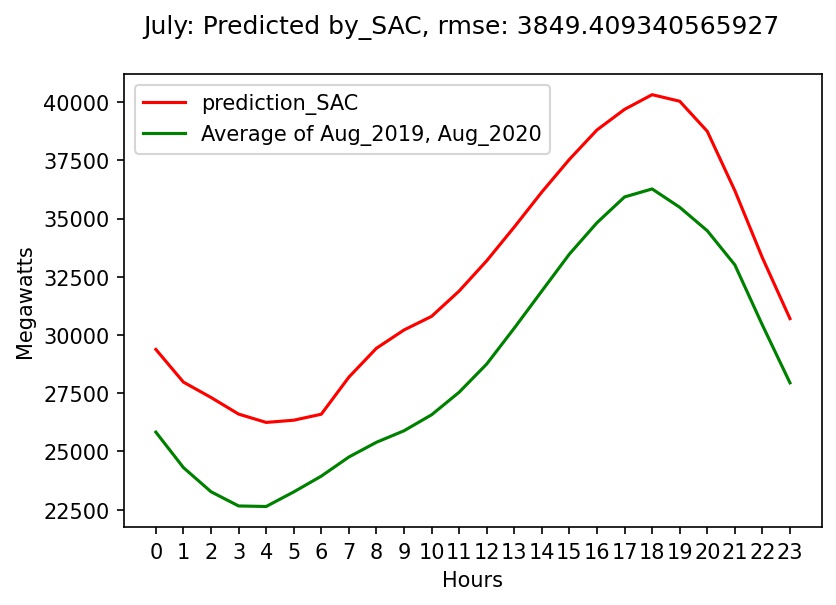 July: Predicted by_SAC, rmse: 3849.409340565927
prediction_SAC
Average of Aug_2019, Aug_2020
40000
37500
35000
32500
30000
27500
25000
22500
Megawatts
0 1 2 3 4 5 6 7 8 9 10 11 12 13 14 15 16 17 18 19 20 21 22 23
Hours